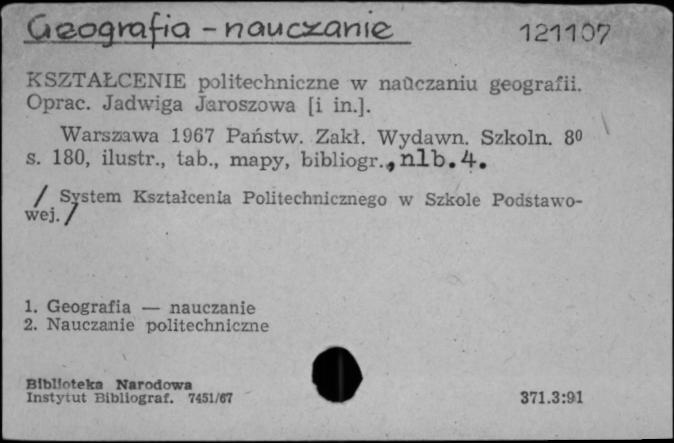 Geografia - nauczanie 121107
KSZTAŁCENIE politechniczne w nauczaniu geografii.
Oprac. Jadwiga Jaroszowa [i in.].
Warszawa 1967 Państw. Zakł. Wydawn. Szkoln. 8⁰
s. 180, ilustr., tab., mapy, bibliogr., nlb. 4.
/ System Kształcenia Politechnicznego w Szkole Podstawo-
wej. /
1. Geografia — nauczanie
2. Nauczanie politechniczne
Biblioteka Narodowa
Instytut Bibliograf. 7451/67 371.3:91